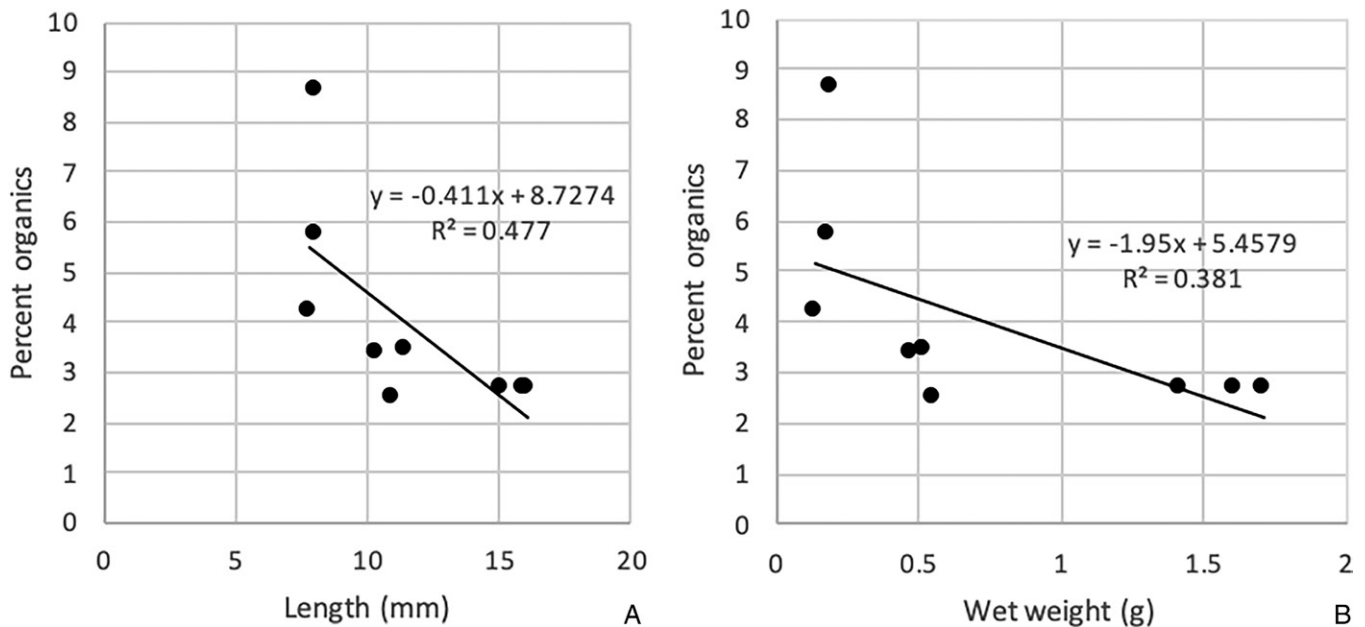 10
9
8
7
6
5
4
3
2
1
0
Percent organics
y = -0.411x + 8.7274
R² = 0.477
0 5 10 15 20
Length (mm)
A
10
9
8
7
6
5
4
3
2
1
0
Percent organics
y = -1.95x + 5.4579
R² = 0.381
0 0.5 1 1.5 2
Wet weight (g)
B